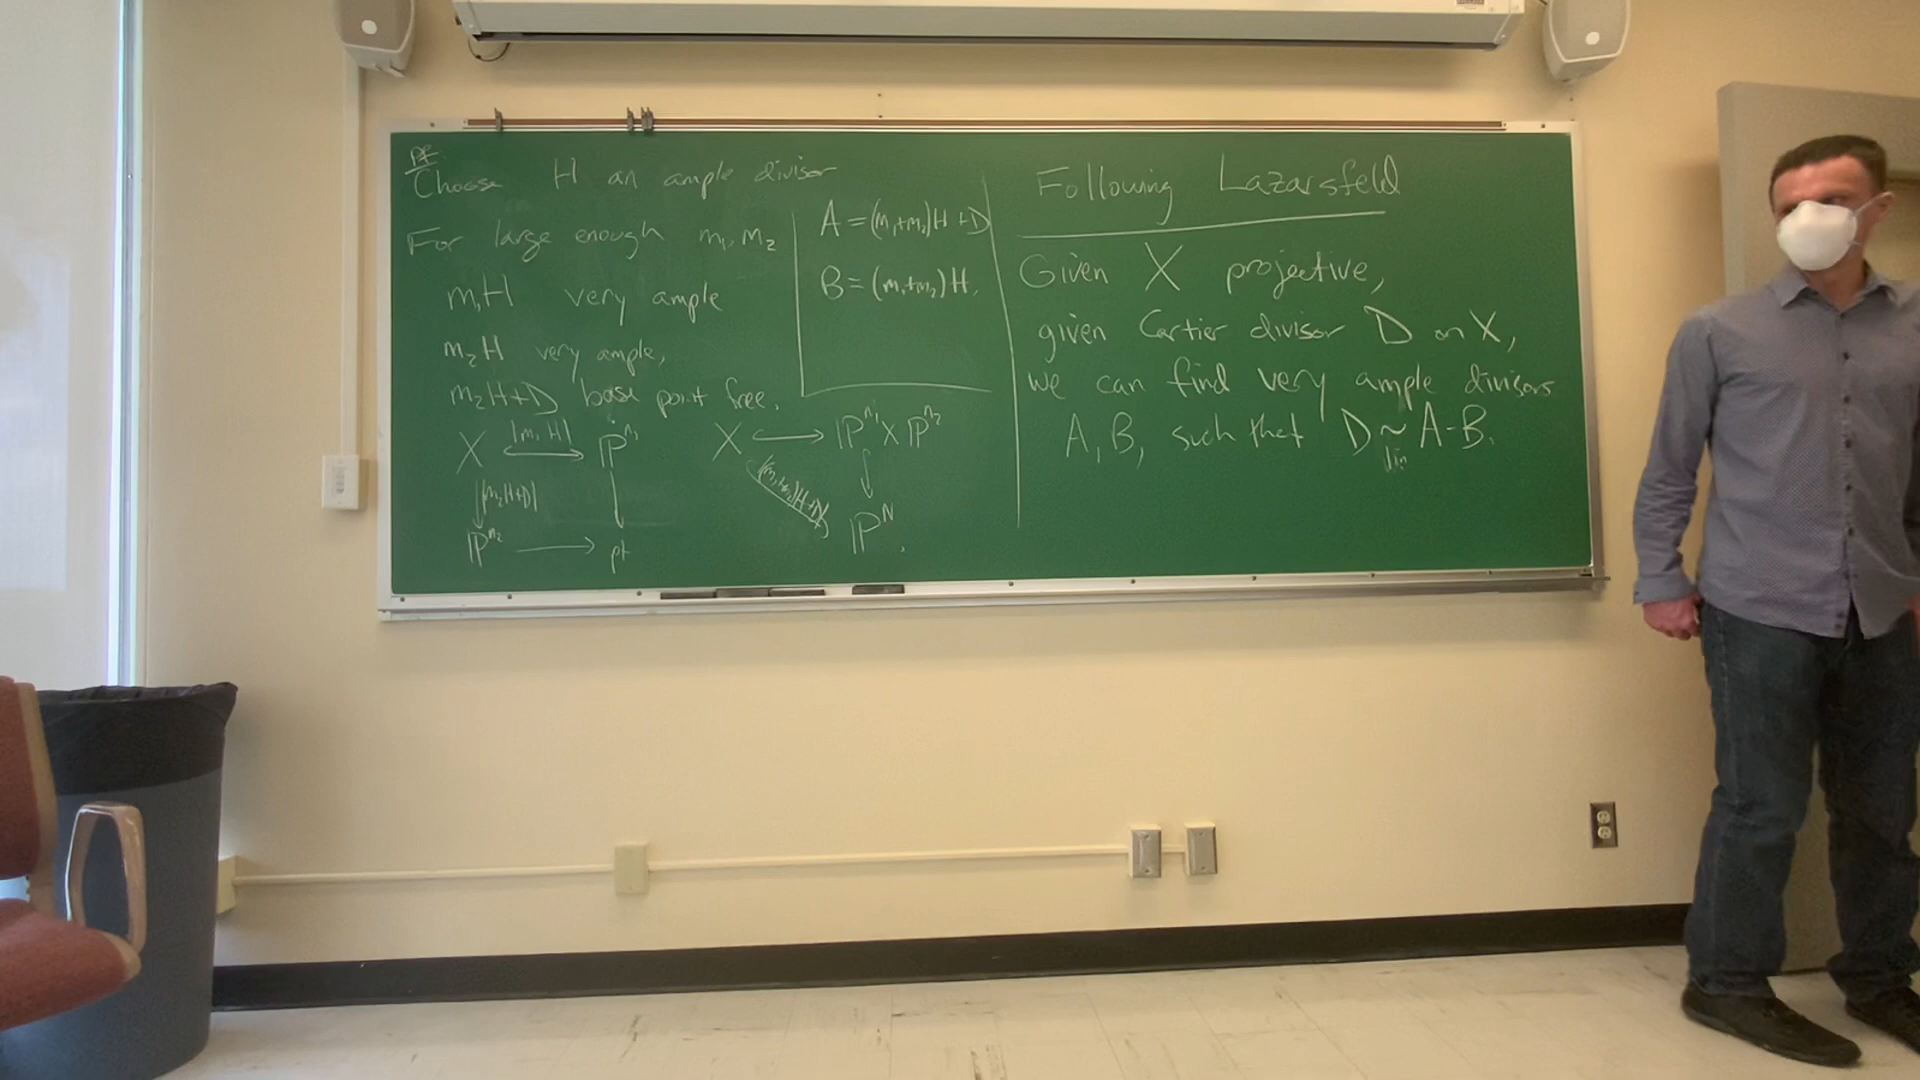 Pf.
Choose H an ample divisor
For large enough m₁, m₂
m₁H very ample
m₂H very ample,
m₂H+D base point free.
X |m₁H| ℙ^{n₁}
|m₂H+D|
ℙ^{n₂} → pt
A = (m₁+m₂)H + D
B = (m₁+m₂)H.
X ↪ ℙ^{n₁} × ℙ^{n₂}
|(m₁+m₂)H+D|
ℙ^N.
Following Lazarsfeld
Given X projective,
given Cartier divisor D on X,
we can find very ample divisors
A, B, such that D ~ A-B.
lin